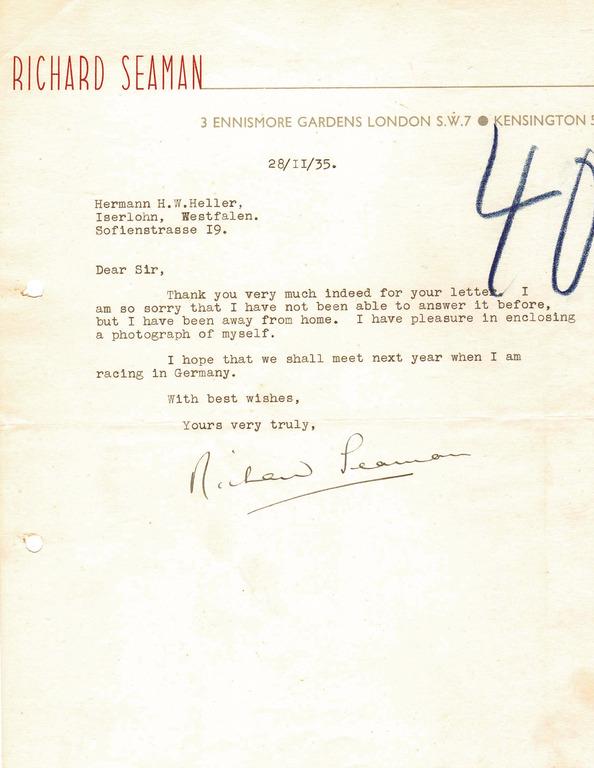 RICHARD SEAMAN
3 ENNISMORE GARDENS LONDON S.W.7 ● KENSINGTON 5
28/II/35.
40
Hermann H.W.Heller,
Iserlohn, Westfalen.
Sofienstrasse I9.
Dear Sir,
Thank you very much indeed for your letter. I
am so sorry that I have not been able to answer it before,
but I have been away from home. I have pleasure in enclosing
a photograph of myself.
I hope that we shall meet next year when I am
racing in Germany.
With best wishes,
Yours very truly,
Richard Seaman